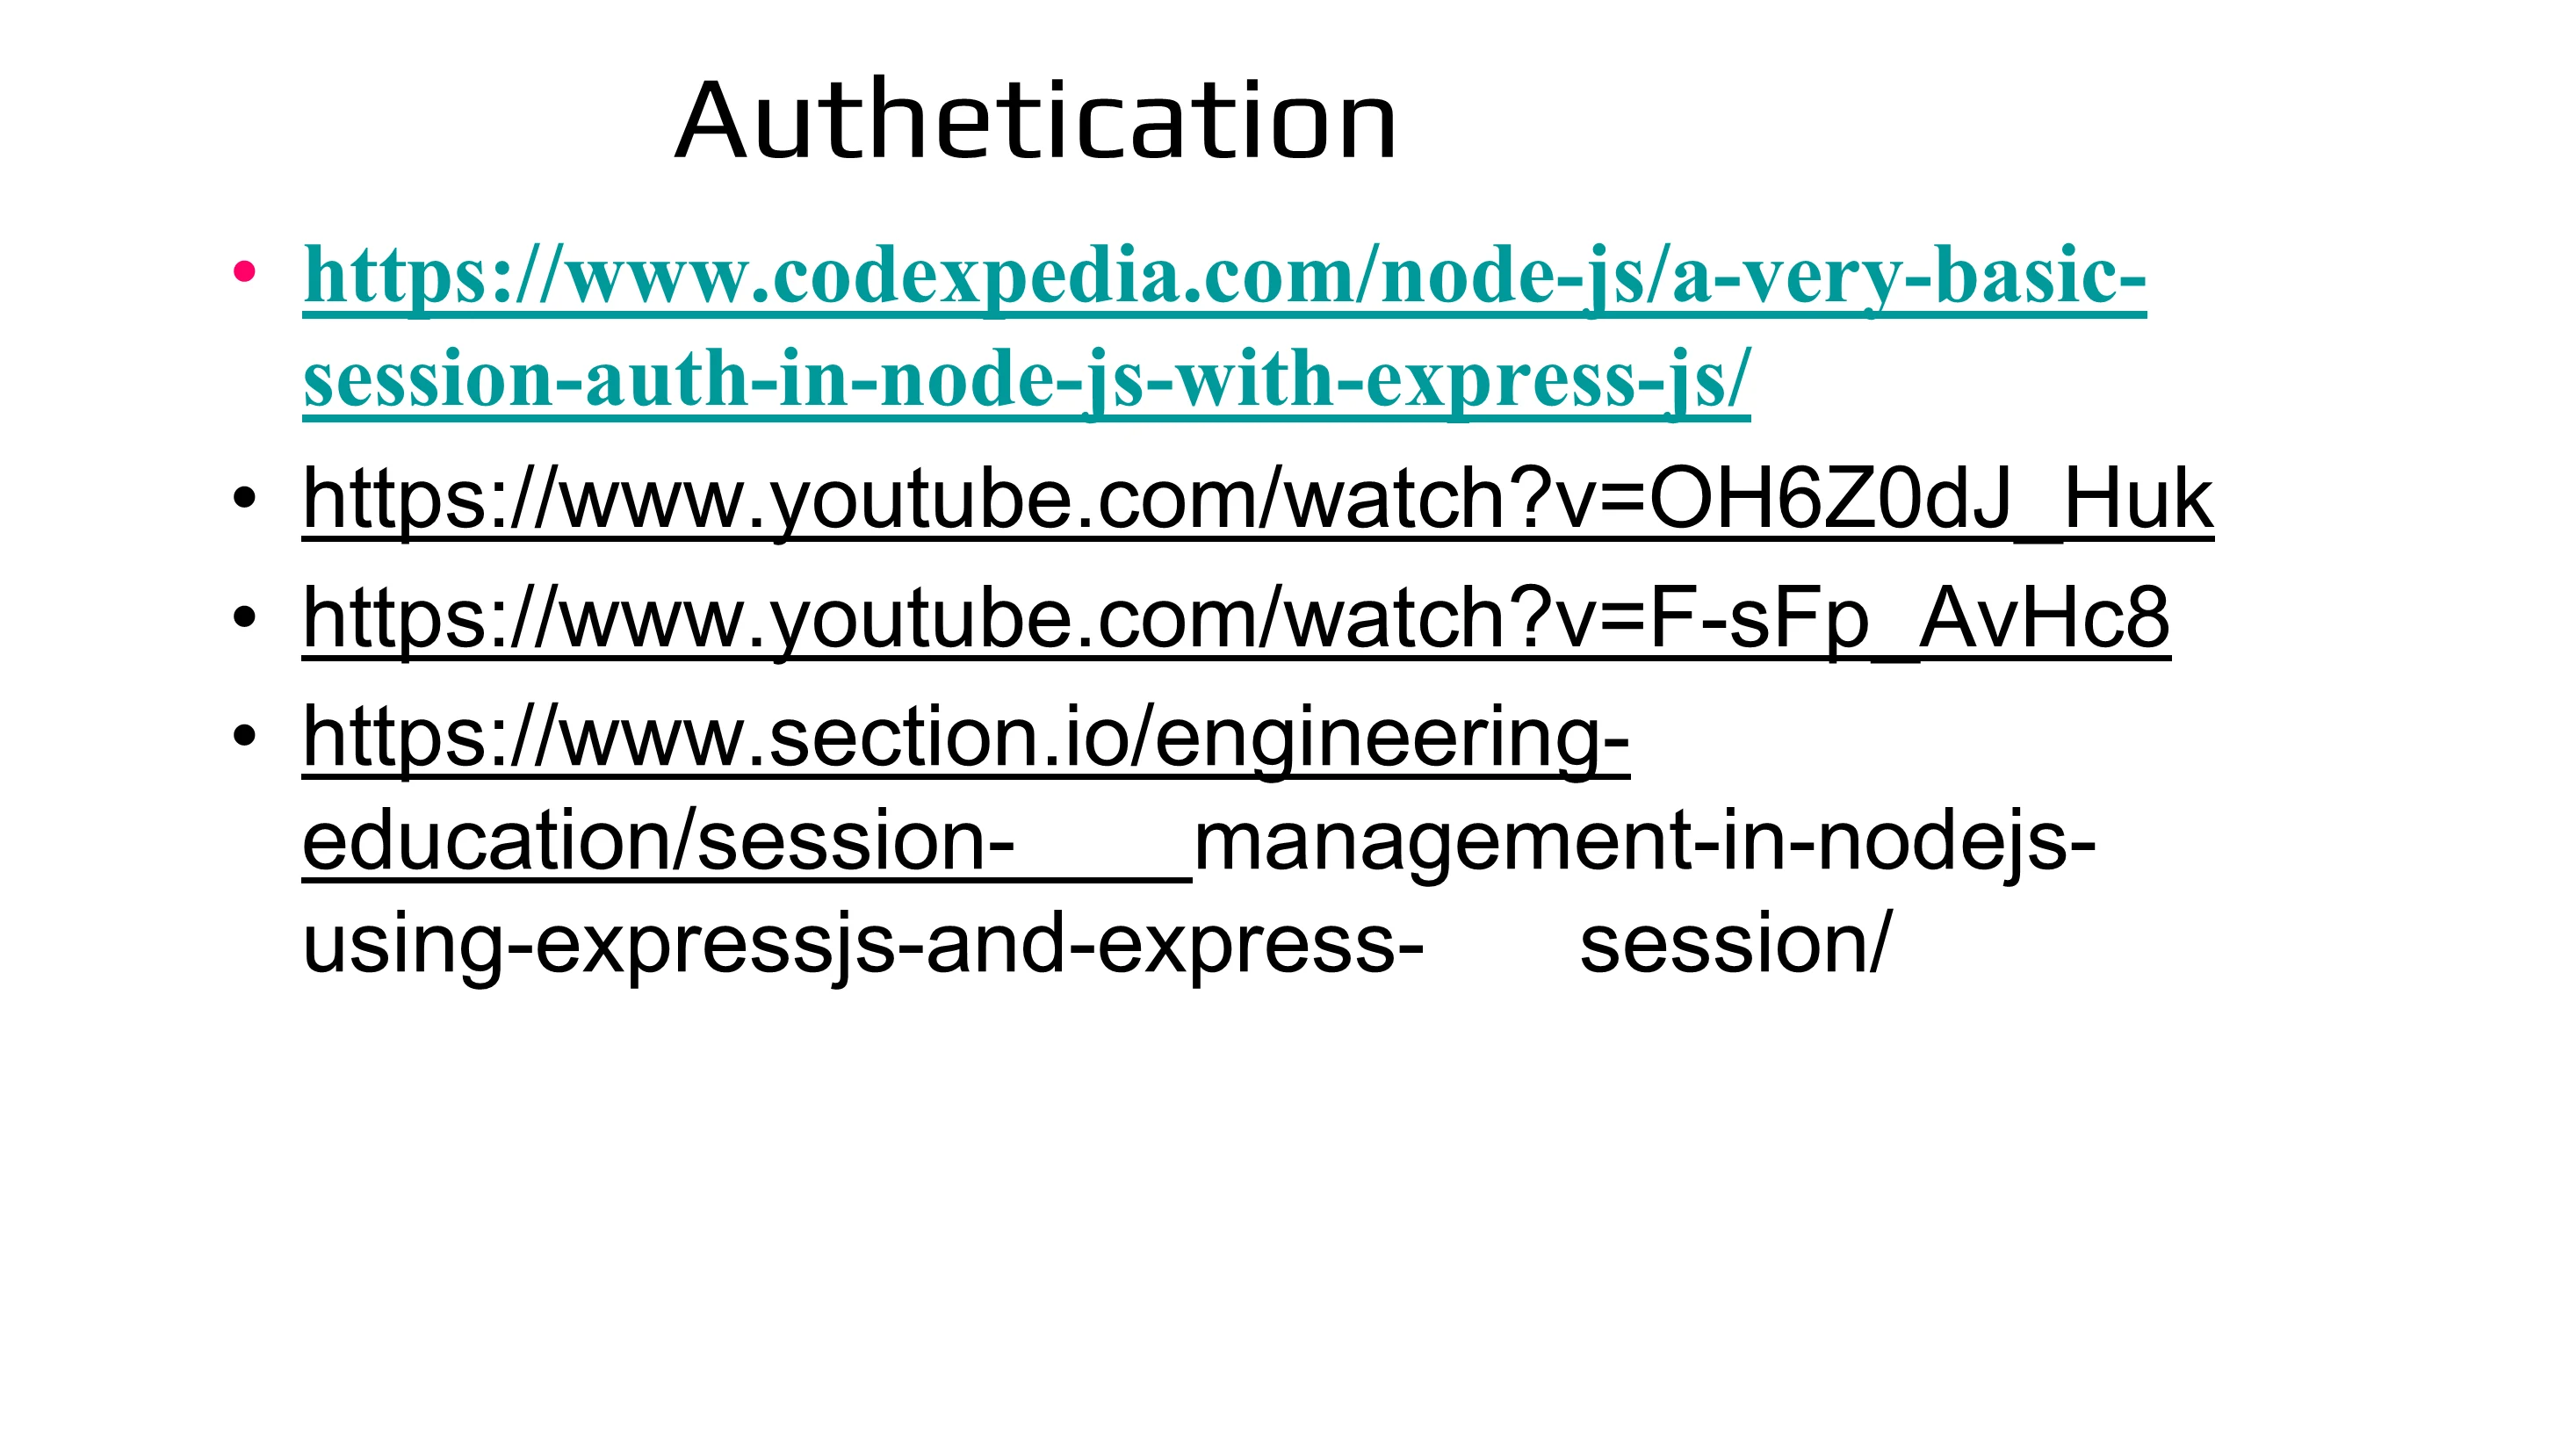 Authetication
• https://www.codexpedia.com/node-js/a-very-basic-
session-auth-in-node-js-with-express-js/
• https://www.youtube.com/watch?v=OH6Z0dJ_Huk
• https://www.youtube.com/watch?v=F-sFp_AvHc8
• https://www.section.io/engineering-
education/session- management-in-nodejs-
using-expressjs-and-express- session/